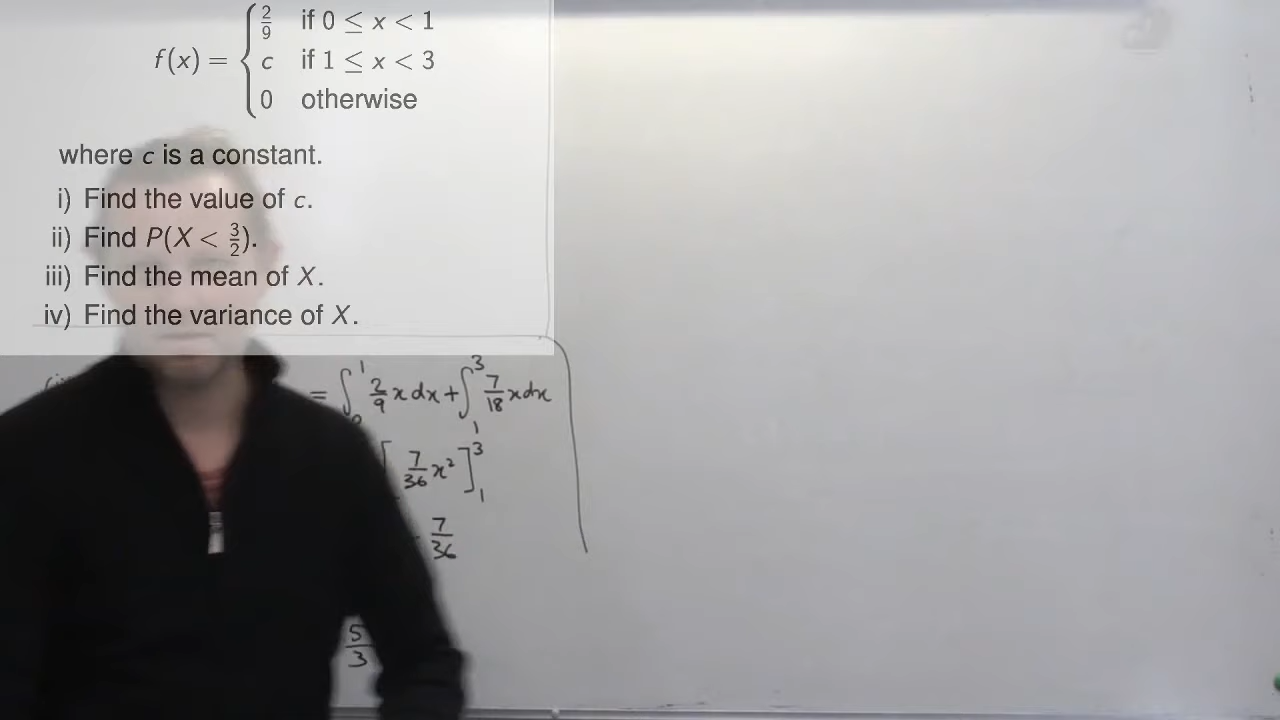 f(x) = { 2/9 if 0 ≤ x < 1
c if 1 ≤ x < 3
0 otherwise
where c is a constant.
i) Find the value of c.
ii) Find P(X < 3/2).
iii) Find the mean of X.
iv) Find the variance of X.
= ∫₀¹ 2/9 x dx + ∫₁³ 7/18 x dx
[7/36 x²]₁³
7/36
5/3